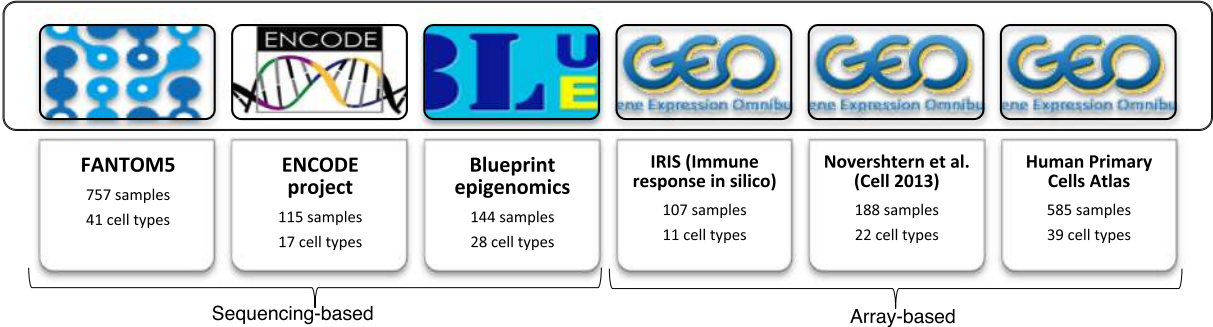 ENCODE
BLUE
GEO
ene Expression Omnibu
GEO
ene Expression Omnibu
GEO
ene Expression Omnibu
FANTOM5
757 samples
41 cell types
ENCODE
project
115 samples
17 cell types
Blueprint
epigenomics
144 samples
28 cell types
IRIS (Immune
response in silico)
107 samples
11 cell types
Novershtern et al.
(Cell 2013)
188 samples
22 cell types
Human Primary
Cells Atlas
585 samples
39 cell types
Sequencing-based
Array-based